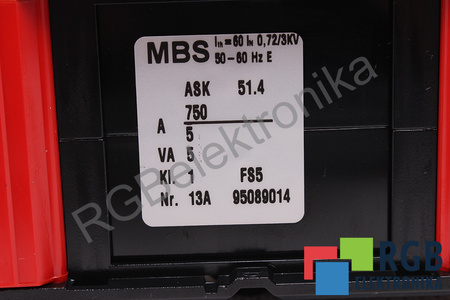 MBS Ith=60 IN 0,72/3KV
50-60 Hz E
ASK 51.4
A 750
5
VA 5
Kl. 1 FS5
Nr. 13A 95089014
RGBelektronika
RGB
ELEKTRONIKA